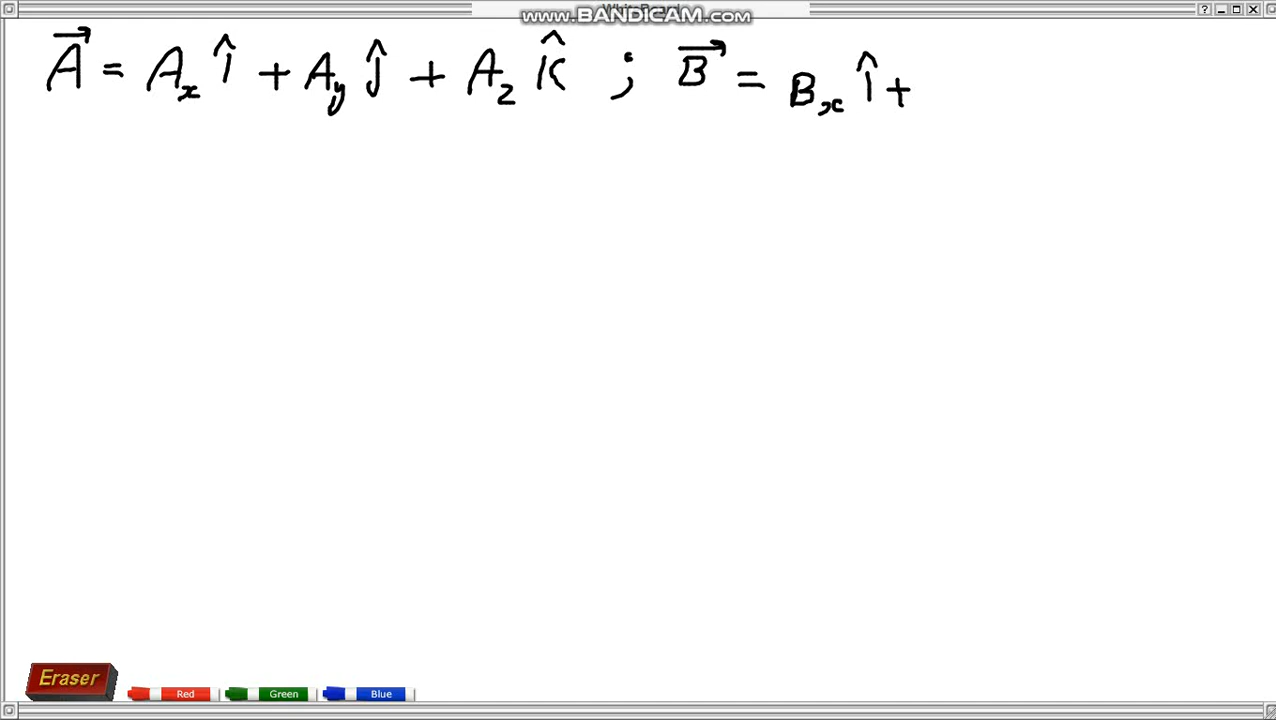 www.BANDICAM.com
A⃗ = Aₓ î + A_y ĵ + A_z k̂ ; B⃗ = Bₓ î +
Eraser Red Green Blue